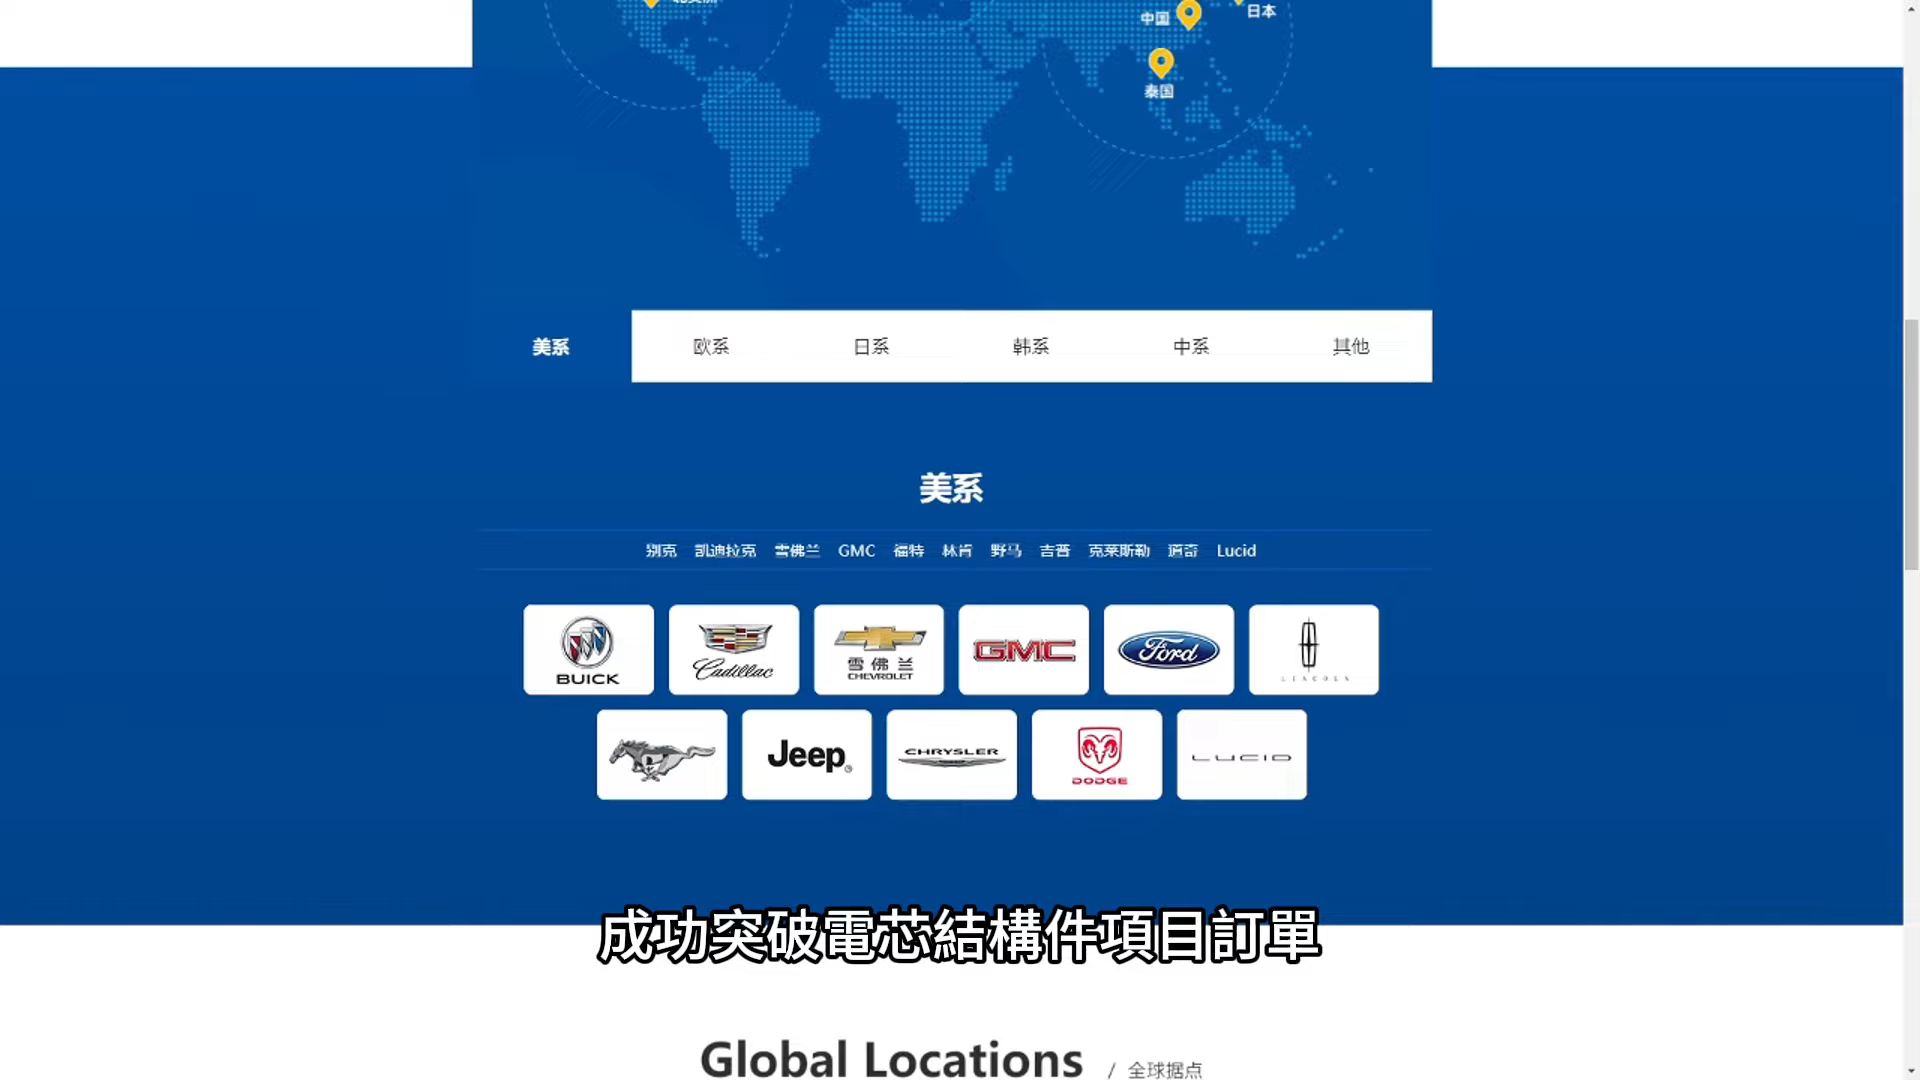 日本
中国
泰国
美系 欧系 日系 韩系 中系 其他
美系
别克 凯迪拉克 雪佛兰 GMC 福特 林肯 野马 吉普 克莱斯勒 道奇 Lucid
BUICK
Cadillac
雪佛兰
CHEVROLET
GMC
Ford
LINCOLN
Jeep
CHRYSLER
DODGE
LUCID
成功突破電芯結構件項目訂單
Global Locations / 全球据点